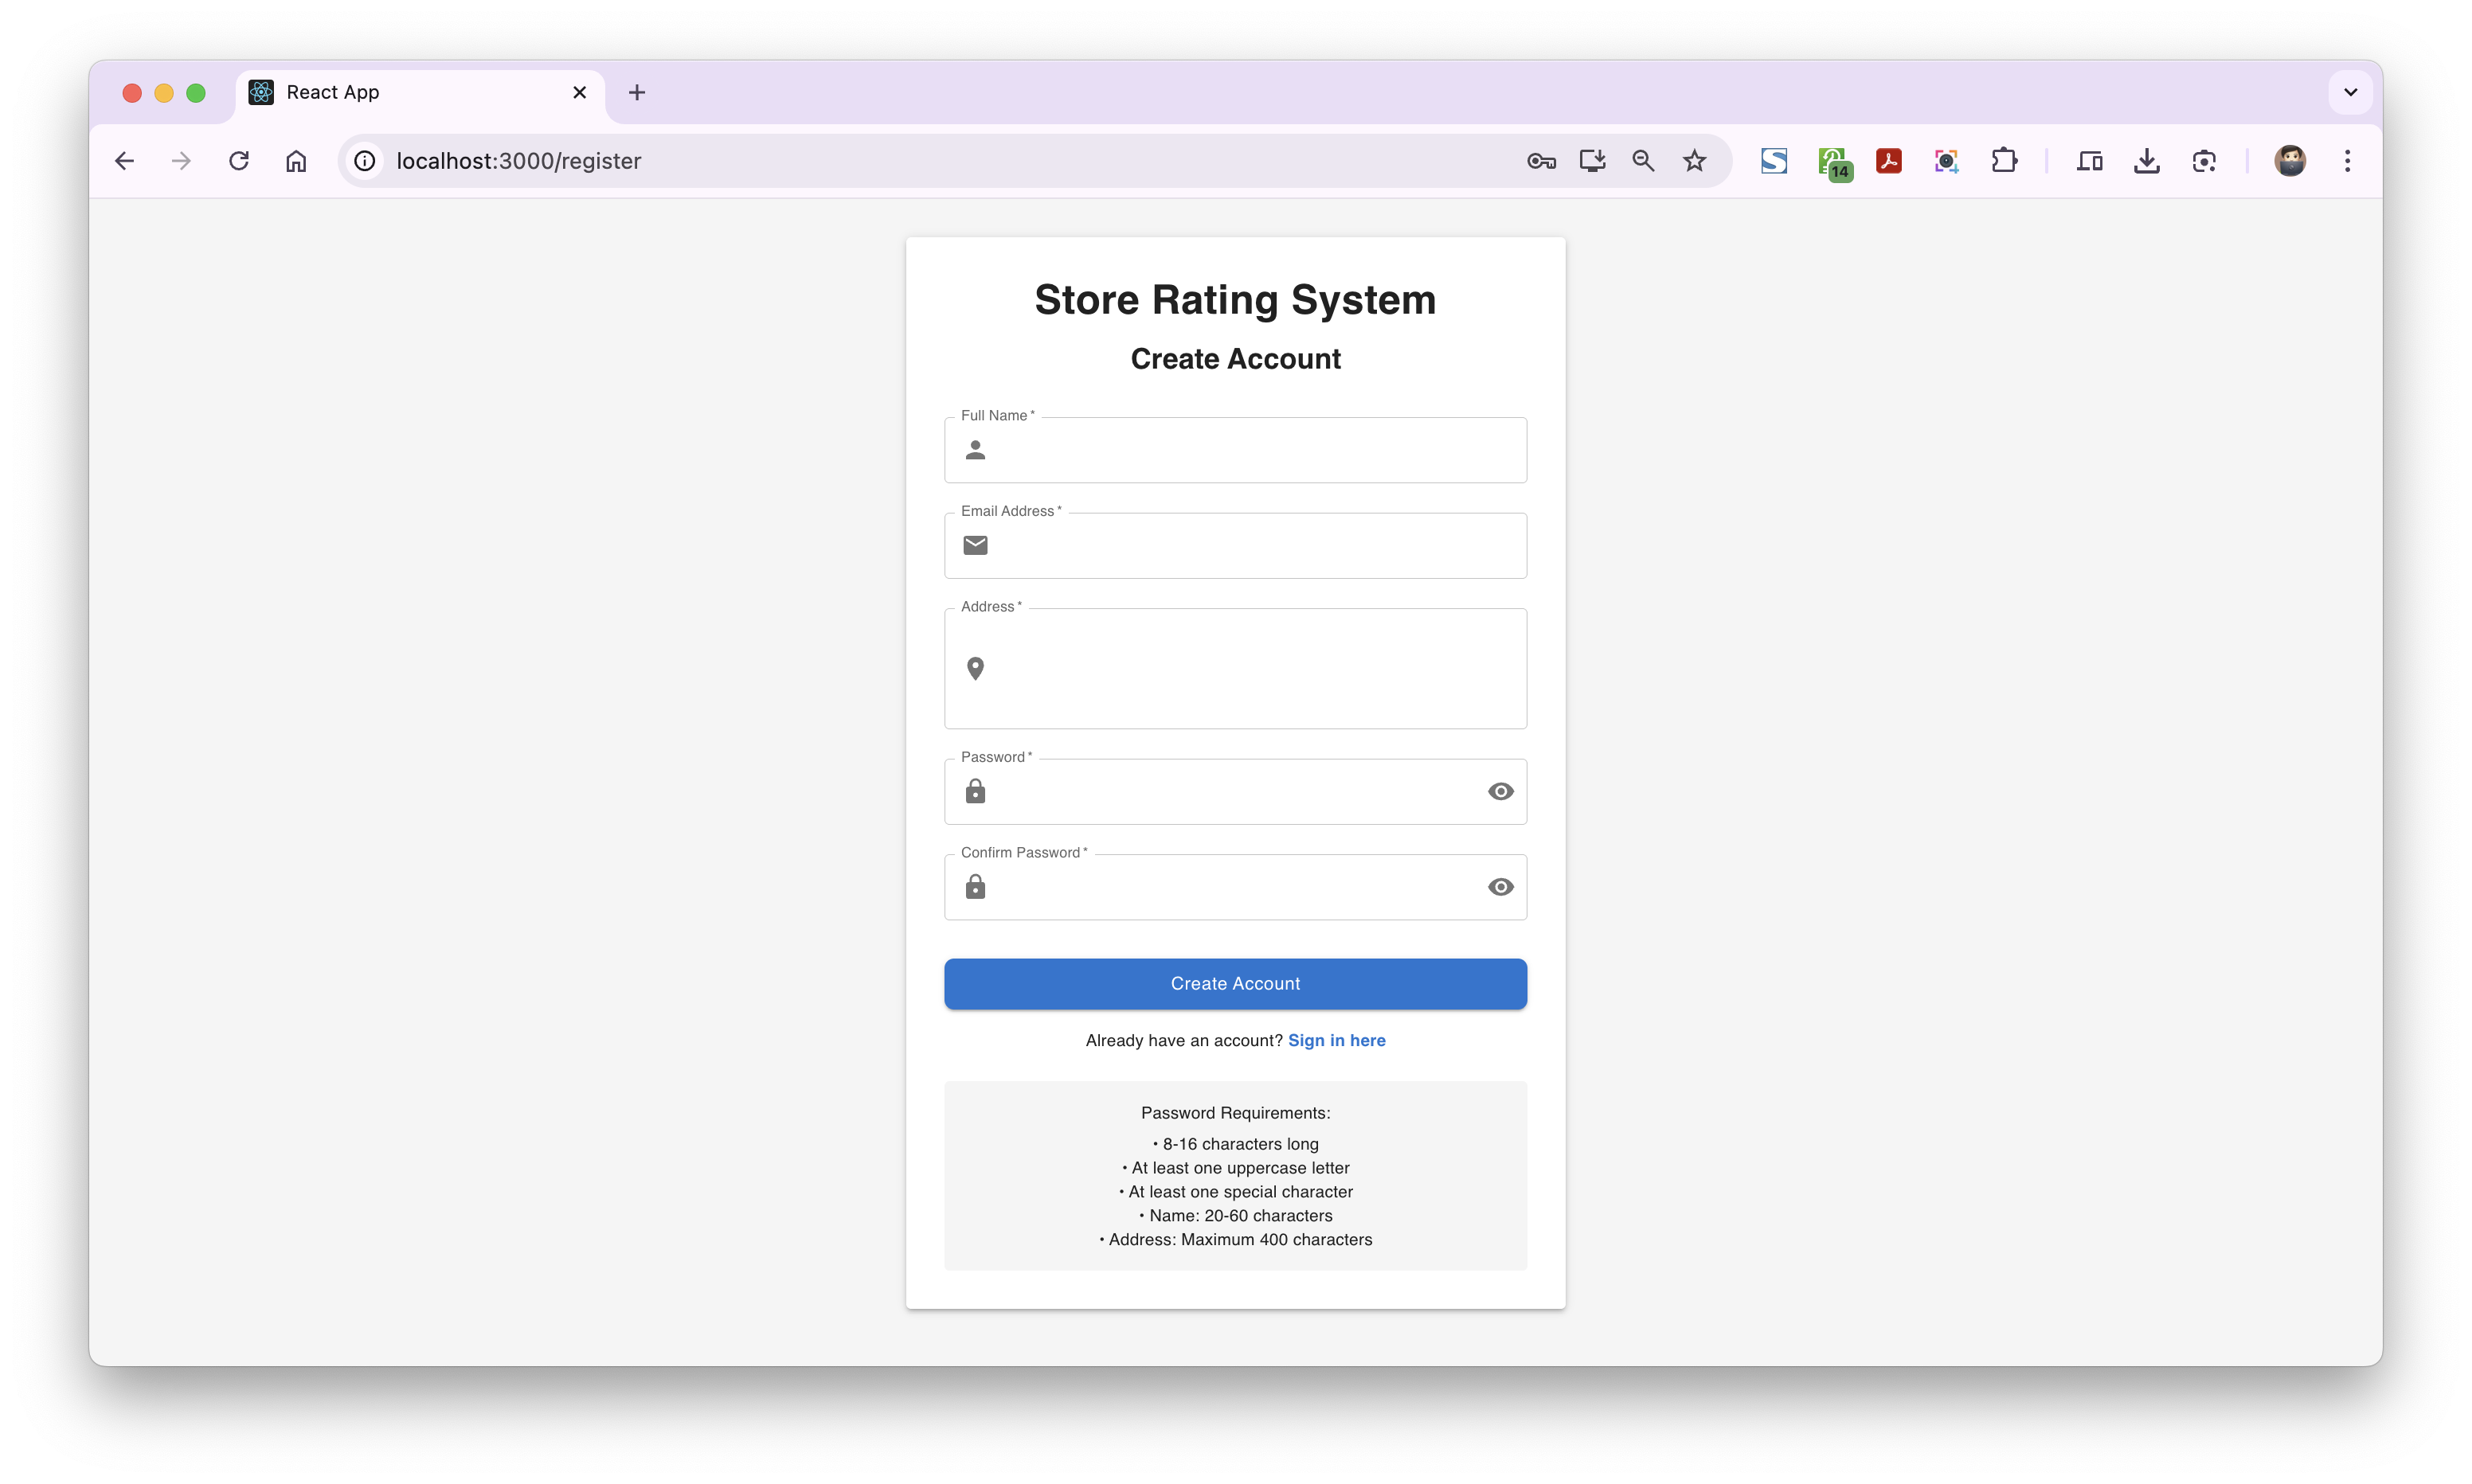 React App
localhost:3000/register
14
Store Rating System
Create Account
Full Name *
Email Address *
Address *
Password *
Confirm Password *
Create Account
Already have an account? Sign in here
Password Requirements:
• 8-16 characters long
• At least one uppercase letter
• At least one special character
• Name: 20-60 characters
• Address: Maximum 400 characters